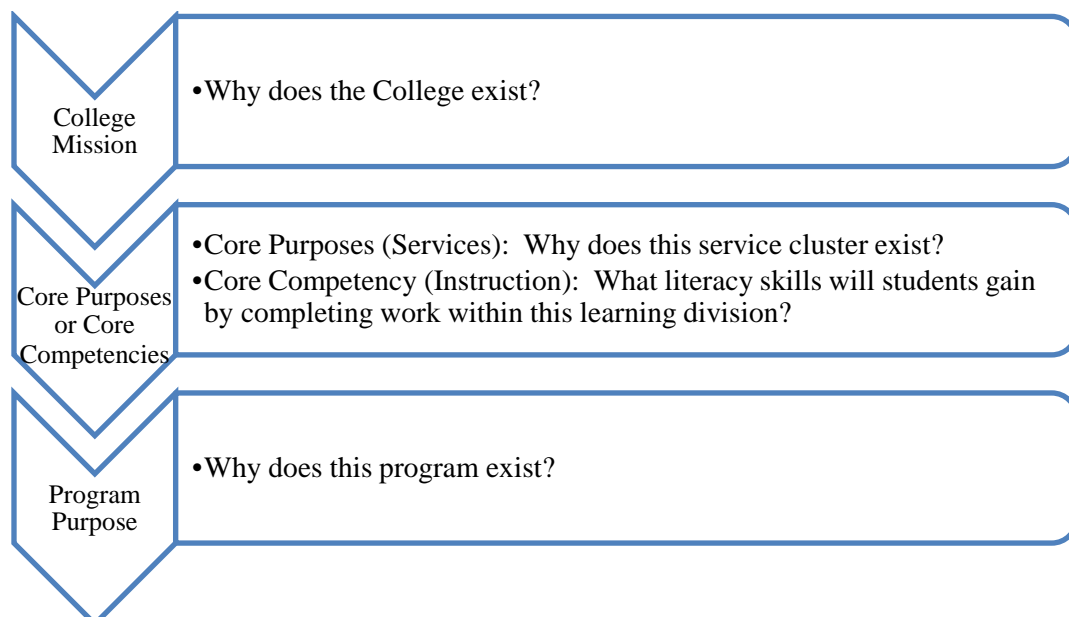 College
Mission
•Why does the College exist?
Core Purposes
or Core
Competencies
•Core Purposes (Services):  Why does this service cluster exist?
•Core Competency (Instruction):  What literacy skills will students gain
by completing work within this learning division?
Program
Purpose
•Why does this program exist?